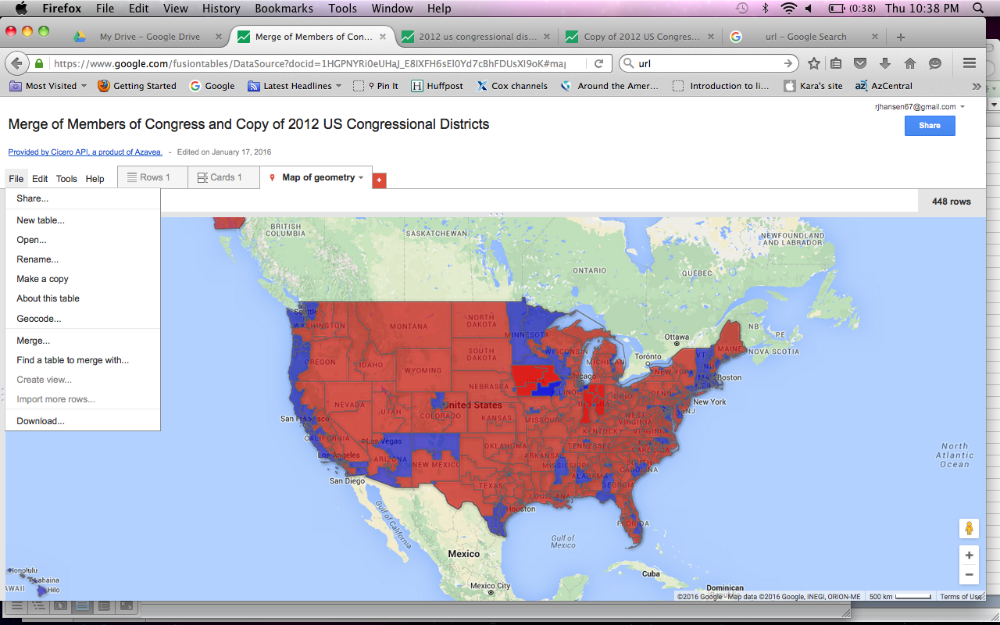 Firefox File Edit View History Bookmarks Tools Window Help (0:38) Thu 10:38 PM
My Drive – Google Drive Merge of Members of Con... 2012 us congressional dis... Copy of 2012 US Congres... url – Google Search
https://www.google.com/fusiontables/DataSource?docid=1HGPNYRi0eUHaJ_E8lXFH6sEl0Yd7cBhFDUsXI9oK#map url
Most Visited Getting Started Google Latest Headlines Pin It Huffpost Cox channels Around the Amer... Introduction to li... Kara's site AzCentral
rjhansen67@gmail.com
Merge of Members of Congress and Copy of 2012 US Congressional Districts
Share
Provided by Cicero API, a product of Azavea. - Edited on January 17, 2016
File Edit Tools Help Rows 1 Cards 1 Map of geometry +
448 rows
Share...
New table...
Open...
Rename...
Make a copy
About this table
Geocode...
Merge...
Find a table to merge with...
Create view...
Import more rows...
Download...
BRITISH
COLUMBIA
SASKATCHEWAN
NEWFOUNDLAND
AND LABRADOR
ONTARIO
QUEBEC
Seattle
WASHINGTON
MONTANA
NORTH
DAKOTA
MINNESOTA
Ottawa
NB
PE
NOVA SCOTIA
MAINE
OREGON
IDAHO
WYOMING
SOUTH
DAKOTA
WISCONSIN
MICHIGAN
Toronto
NEW YORK
VT
Boston
NEBRASKA
Chicago
New York
NJ
NEVADA
UTAH
COLORADO
United States
KANSAS
MISSOURI
WEST
VIRGINIA
KENTUCKY
VIRGINIA
San Francisco
CALIFORNIA
Las Vegas
Los Angeles
ARIZONA
NEW MEXICO
OKLAHOMA
ARKANSAS
TENNESSEE
SOUTH
CAROLINA
San Diego
TEXAS
MISSISSIPPI
ALABAMA
GEORGIA
LOUISIANA
Houston
FLORIDA
Gulf of
California
Gulf of
Mexico
North
Atlantic
Ocean
Mexico
Mexico City
Cuba
Dominican
Honolulu
Lahaina
Hilo
©2016 Google - Map data ©2016 Google, INEGI, ORION-ME 500 km Terms of Use